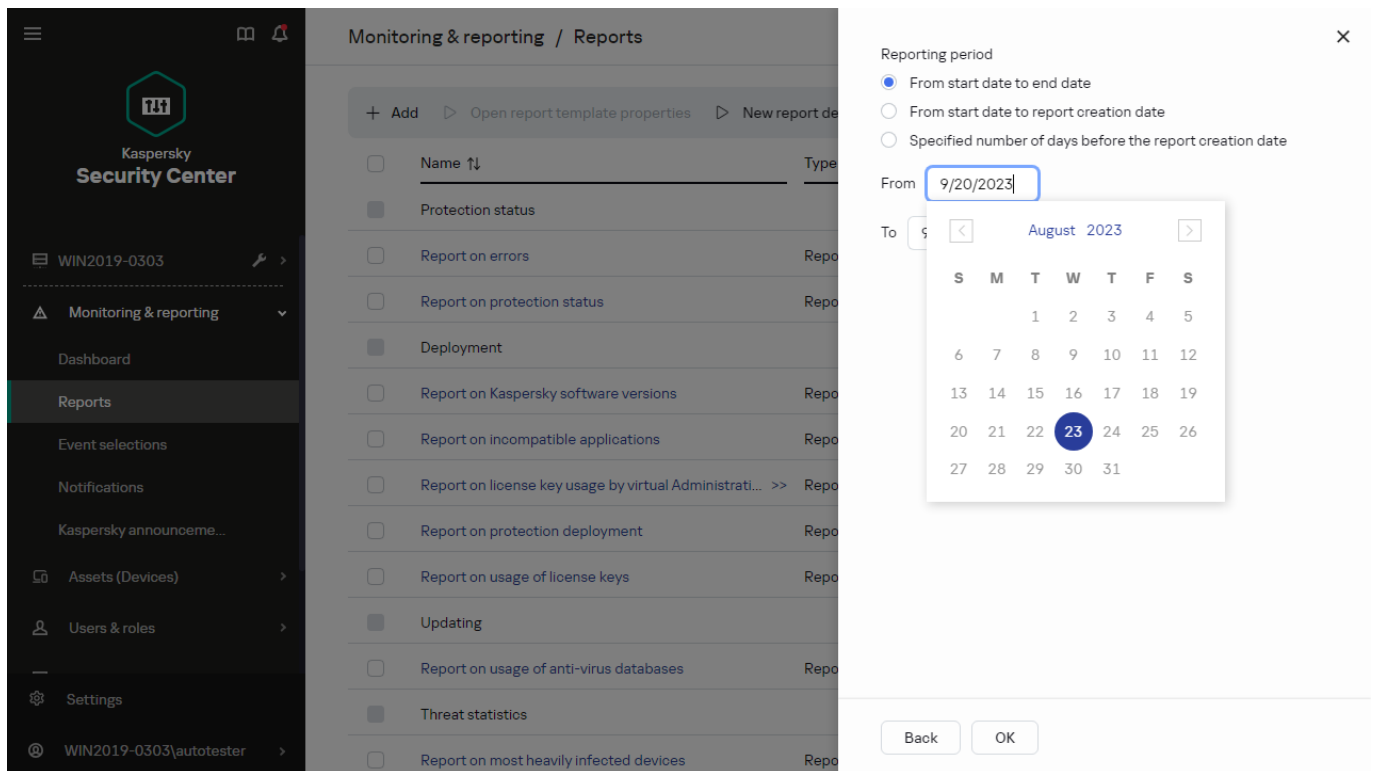 Kaspersky
Security Center
WIN2019-0303
Monitoring & reporting
Dashboard
Reports
Event selections
Notifications
Kaspersky announceme...
Assets (Devices)
Users & roles
Settings
WIN2019-0303\autotester
Monitoring & reporting / Reports
+ Add Open report template properties New report de
Name Type
Protection status
Report on errors Repo
Report on protection status Repo
Deployment
Report on Kaspersky software versions Repo
Report on incompatible applications Repo
Report on license key usage by virtual Administrati... >> Repo
Report on protection deployment Repo
Report on usage of license keys Repo
Updating
Report on usage of anti-virus databases Repo
Threat statistics
Report on most heavily infected devices Repo
Reporting period
From start date to end date
From start date to report creation date
Specified number of days before the report creation date
From 9/20/2023
To 9
August 2023
S M T W T F S
1 2 3 4 5
6 7 8 9 10 11 12
13 14 15 16 17 18 19
20 21 22 23 24 25 26
27 28 29 30 31
Back OK